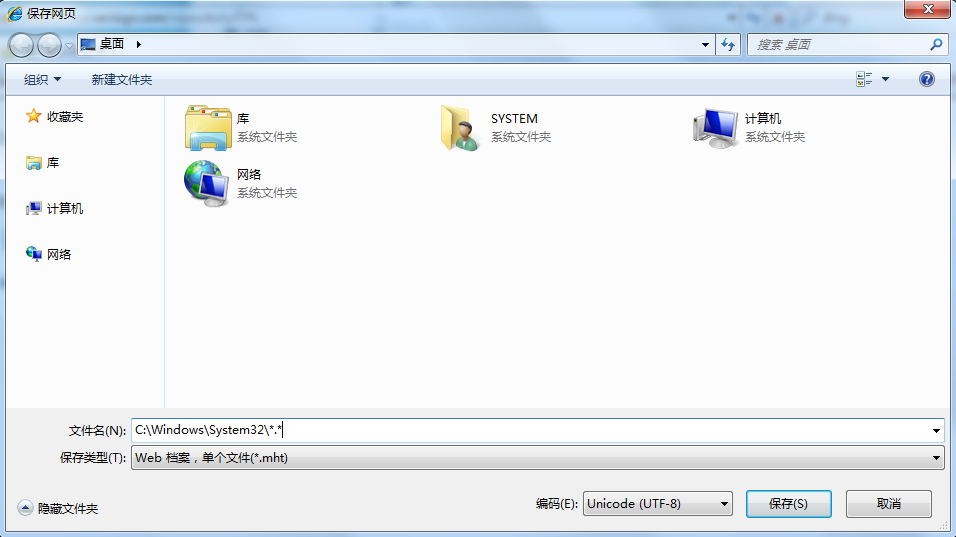 保存网页
桌面
搜索 桌面
组织 新建文件夹
收藏夹
库
计算机
网络
库
系统文件夹
SYSTEM
系统文件夹
计算机
系统文件夹
网络
系统文件夹
文件名(N): C:\Windows\System32\*.*
保存类型(T): Web 档案，单个文件(*.mht)
隐藏文件夹
编码(E): Unicode (UTF-8) 保存(S) 取消